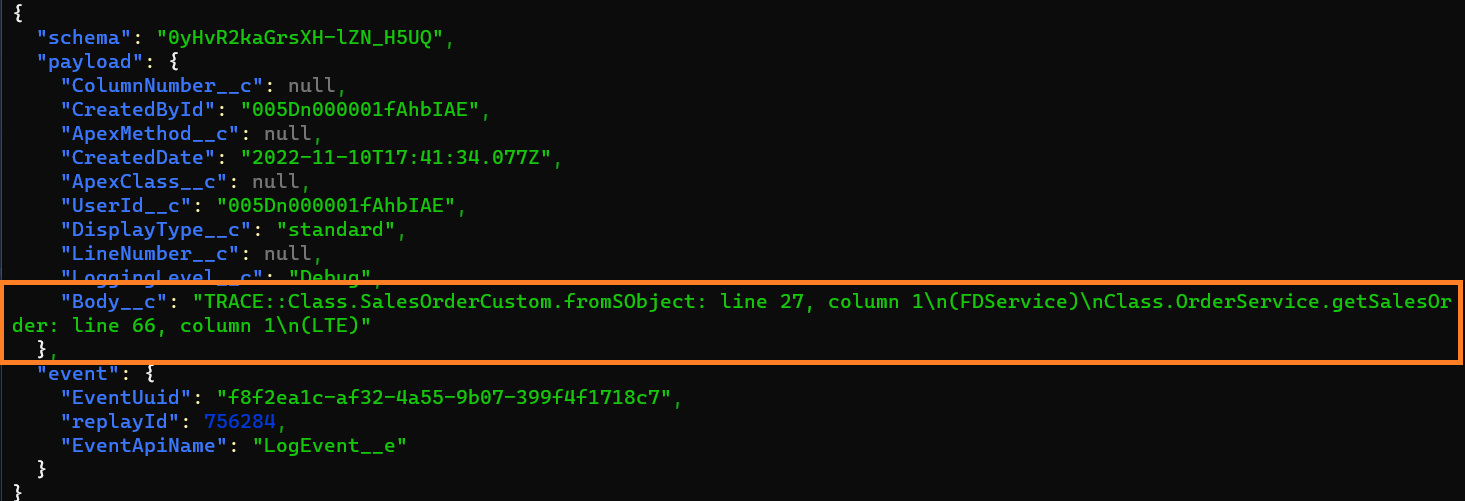 {
  "schema": "0yHvR2kaGrsXH-lZN_H5UQ",
  "payload": {
    "ColumnNumber__c": null,
    "CreatedById": "005Dn000001fAhbIAE",
    "ApexMethod__c": null,
    "CreatedDate": "2022-11-10T17:41:34.077Z",
    "ApexClass__c": null,
    "UserId__c": "005Dn000001fAhbIAE",
    "DisplayType__c": "standard",
    "LineNumber__c": null,
    "LoggingLevel__c": "Debug",
    "Body__c": "TRACE::Class.SalesOrderCustom.fromSObject: line 27, column 1\n(FDService)\nClass.OrderService.getSalesOr
der: line 66, column 1\n(LTE)"
  },
  "event": {
    "EventUuid": "f8f2ea1c-af32-4a55-9b07-399f4f1718c7",
    "replayId": 756284,
    "EventApiName": "LogEvent__e"
  }
}